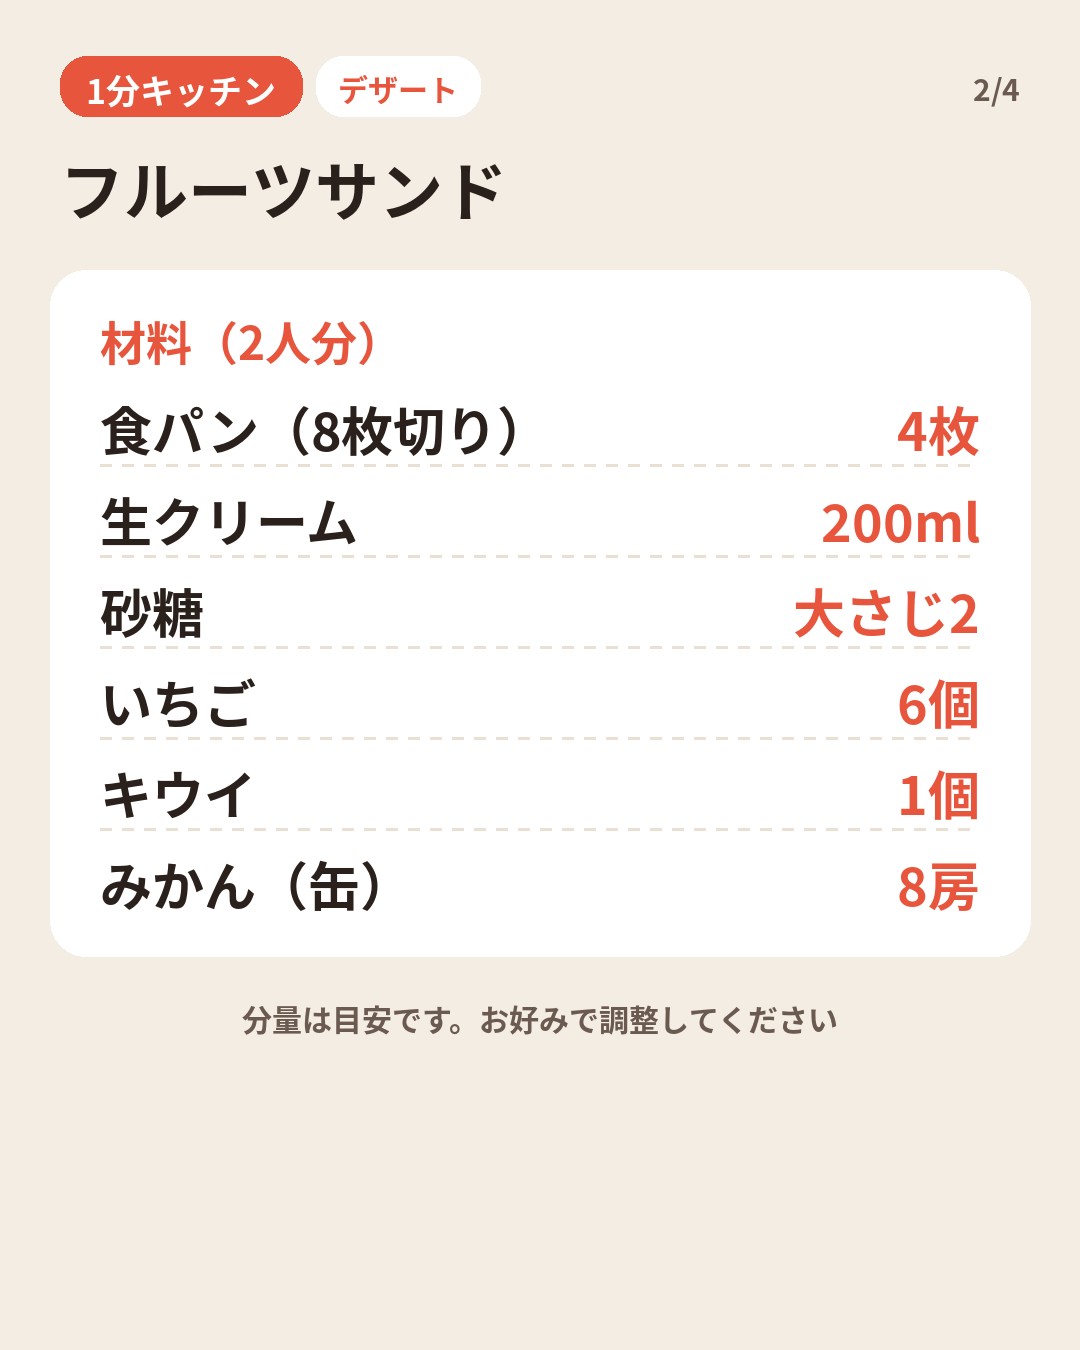 1分キッチン デザート 2/4
フルーツサンド
材料（2人分）
食パン（8枚切り） 4枚
生クリーム 200ml
砂糖 大さじ2
いちご 6個
キウイ 1個
みかん（缶） 8房
分量は目安です。お好みで調整してください